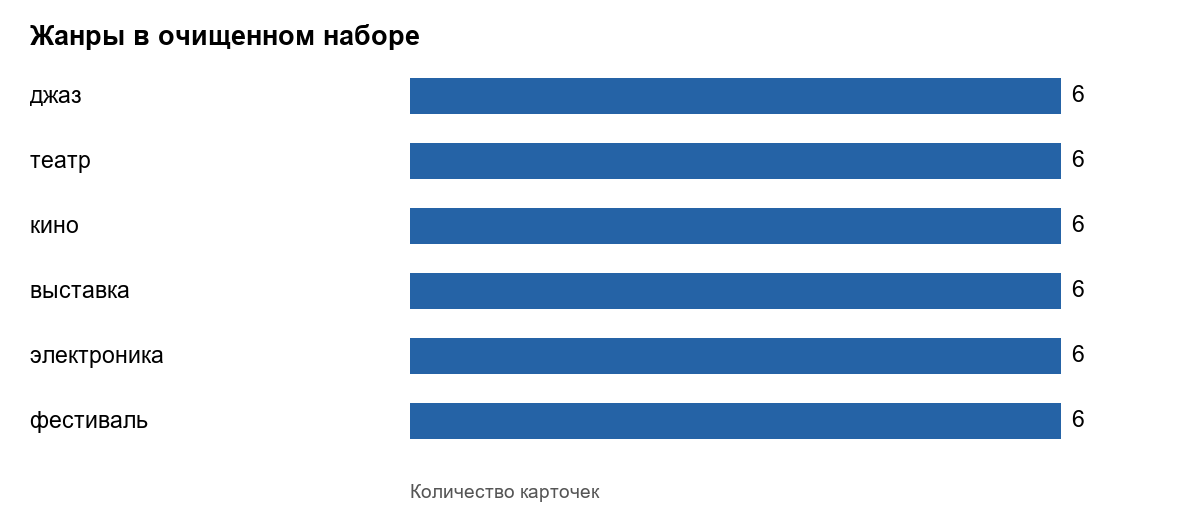 Жанры в очищенном наборе
джаз 6
театр 6
кино 6
выставка 6
электроника 6
фестиваль 6
Количество карточек